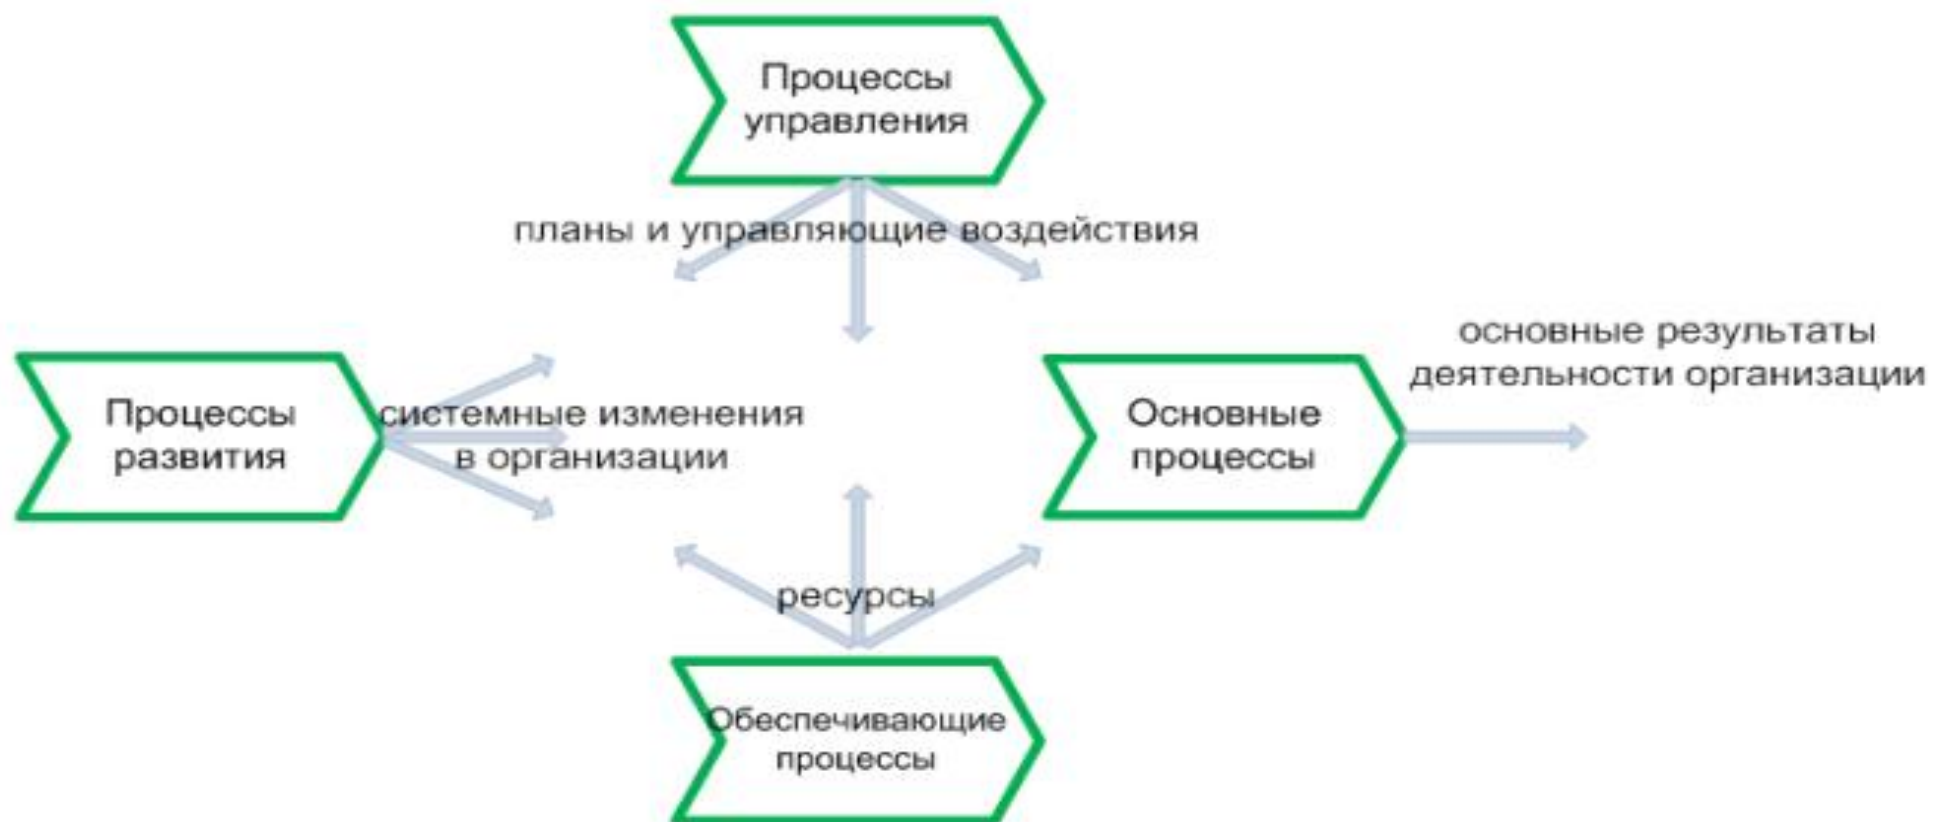 Процессы
управления
планы и управляющие воздействия
основные результаты
деятельности организации
Процессы
развития
системные изменения
в организации
Основные
процессы
ресурсы
Обеспечивающие
процессы